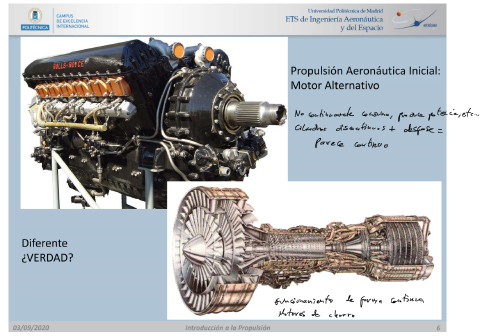 POLITÉCNICA
CAMPUS
DE EXCELENCIA
INTERNACIONAL
Universidad Politécnica de Madrid
ETS de Ingeniería Aeronáutica
y del Espacio
ROLLS-ROYCE
Propulsión Aeronáutica Inicial:
Motor Alternativo
No continuamente consume, produce potencia, etc.
Cilindros discontinuos + desfase =
Parece continuo
Diferente
¿VERDAD?
Funcionamiento de forma continua
Motores de chorro
03/09/2020
Introducción a la Propulsión
6